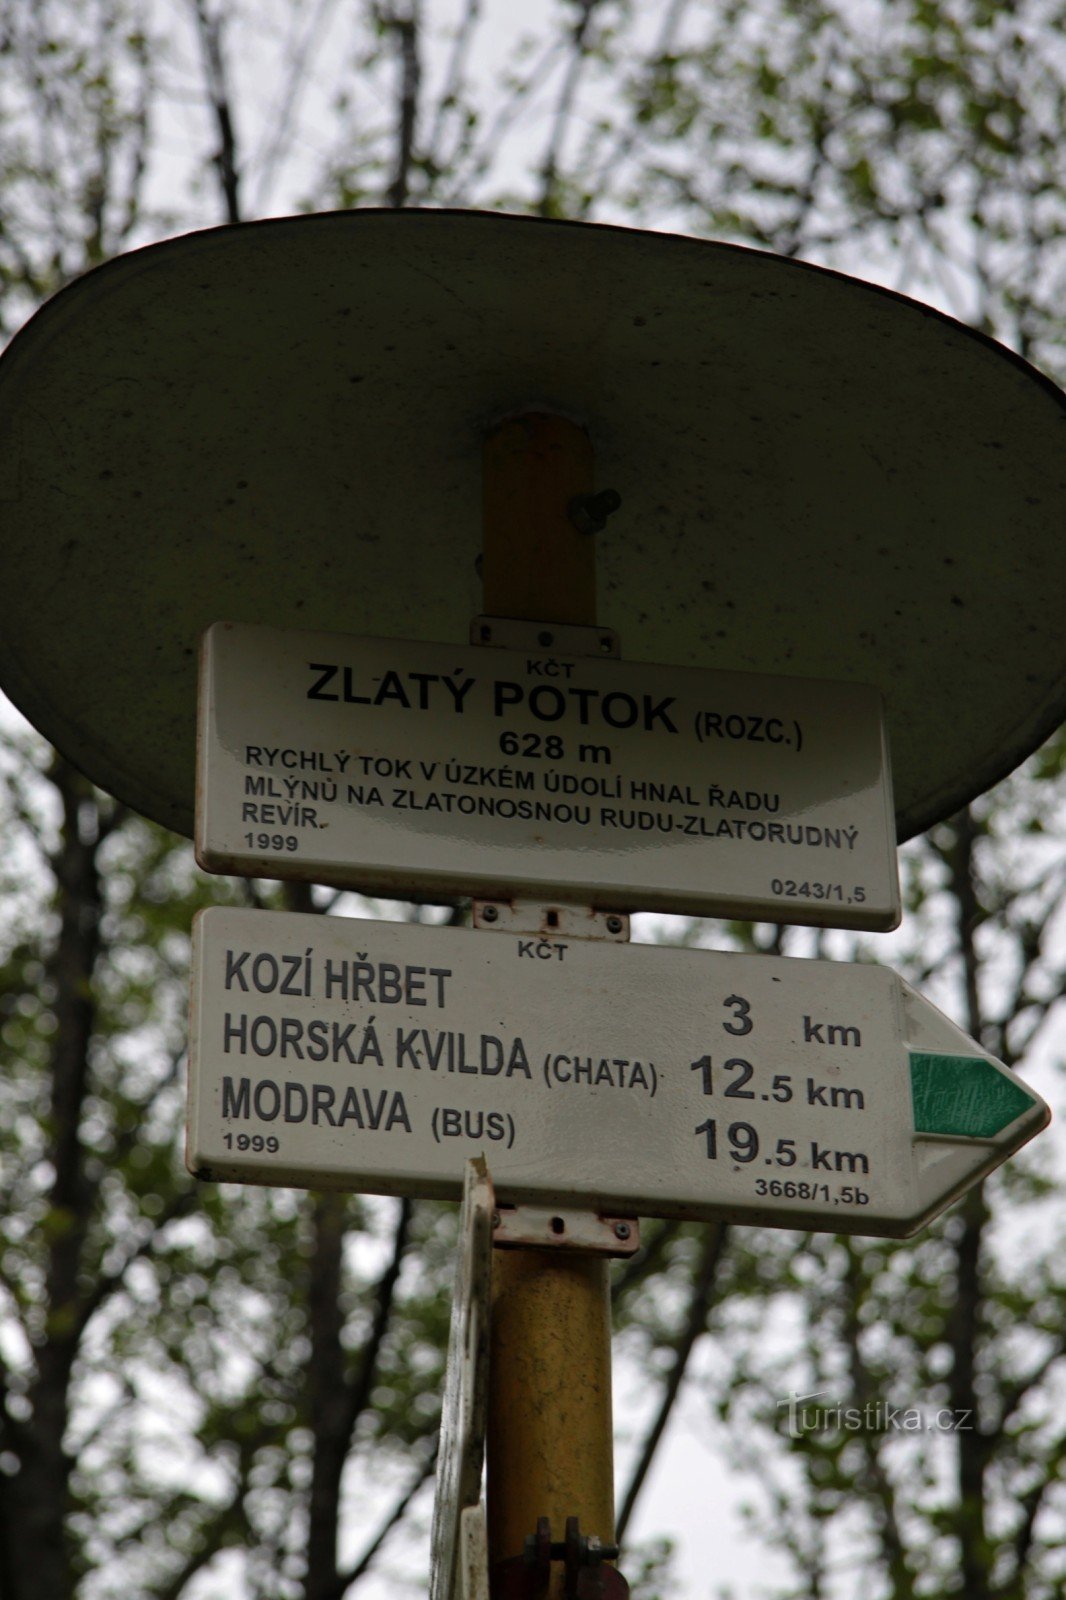 KČT
ZLATÝ POTOK (ROZC.)
628 m
RYCHLÝ TOK V ÚZKÉM ÚDOLÍ HNAL ŘADU
MLÝNŮ NA ZLATONOSNOU RUDU-ZLATORUDNÝ
REVÍR.
1999
0243/1,5
KČT
KOZÍ HŘBET 3 km
HORSKÁ KVILDA (CHATA) 12.5 km
MODRAVA (BUS) 19.5 km
1999
3668/1,5b
Turistika.cz